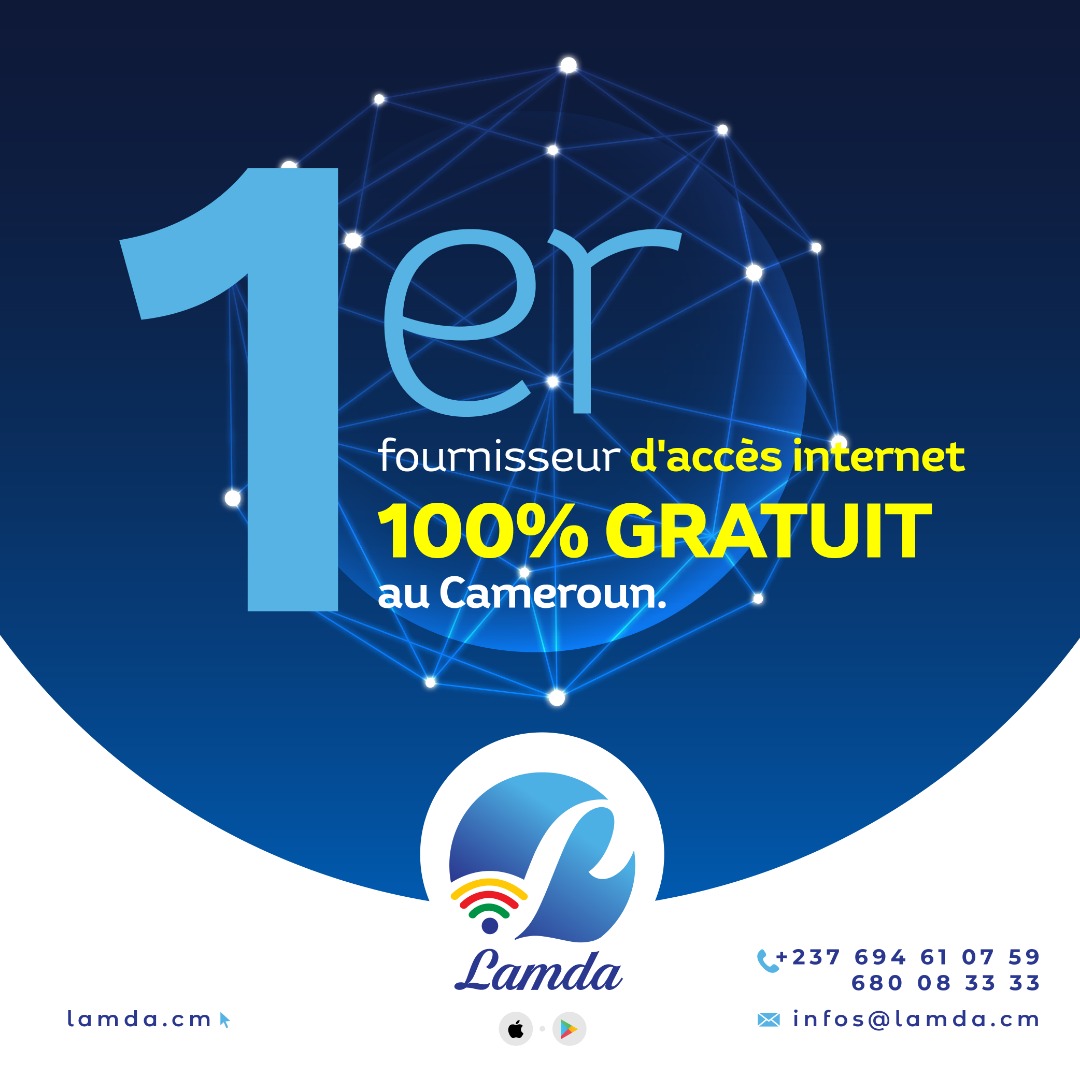 1er
fournisseur d'accès internet
100% GRATUIT
au Cameroun.
Lamda
lamda.cm
+237 694 61 07 59
680 08 33 33
infos@lamda.cm